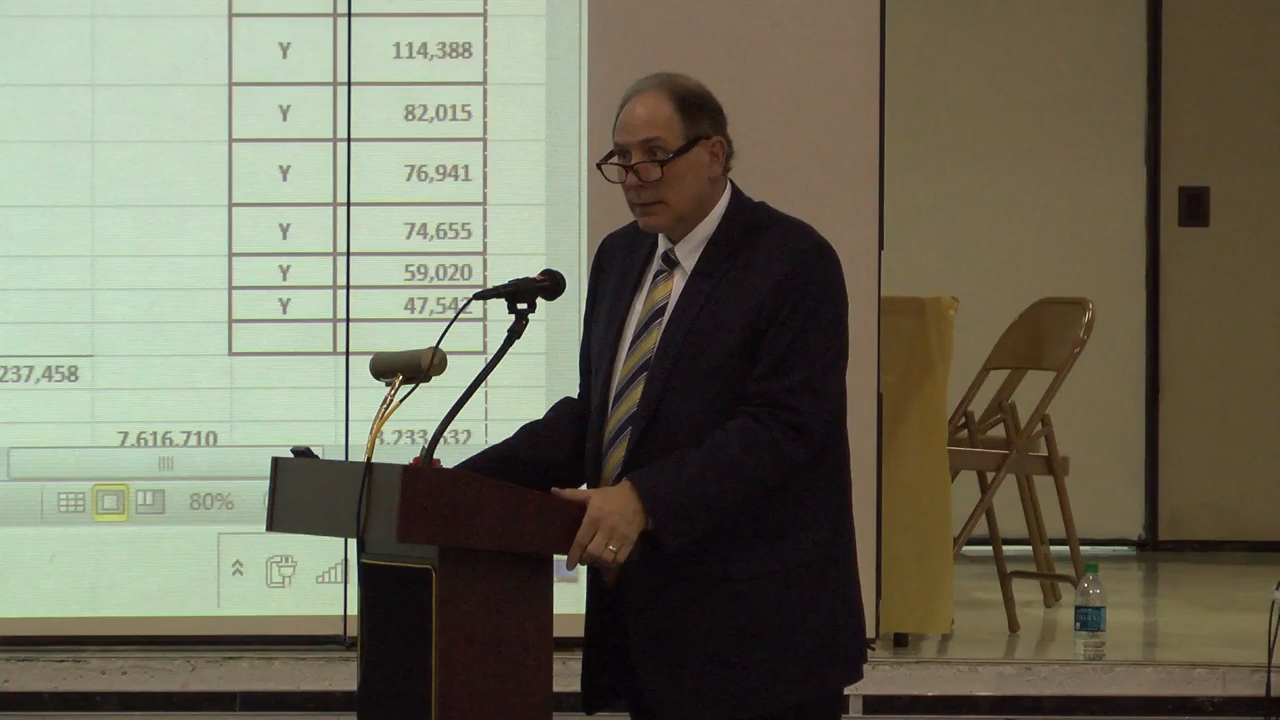 Y 114,388
Y 82,015
Y 76,941
Y 74,655
Y 59,020
Y 47,542
237,458
7,616,710
80%